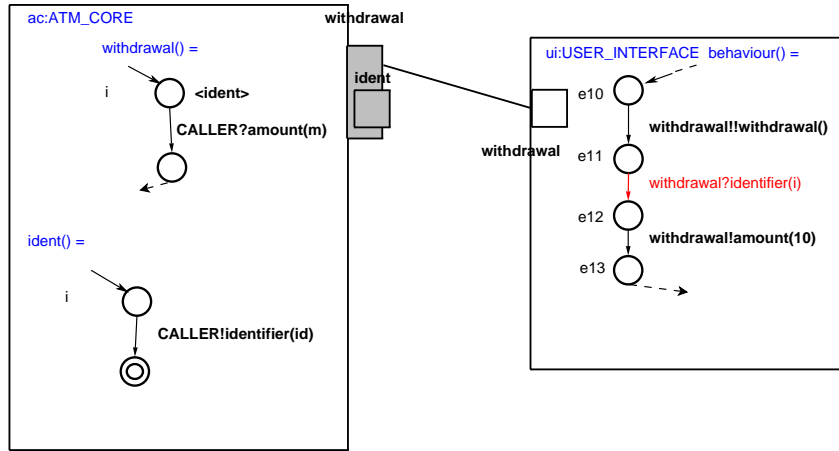 ac:ATM_CORE
withdrawal() =
i
<ident>
CALLER?amount(m)
ident() =
i
CALLER!identifier(id)
withdrawal
ident
withdrawal
ui:USER_INTERFACE behaviour() =
e10
withdrawal!!withdrawal()
e11
withdrawal?identifier(i)
e12
withdrawal!amount(10)
e13